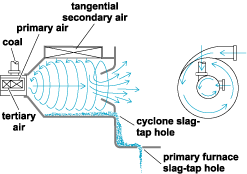 tangential
secondary air
primary air
coal
tertiary
air
cyclone slag-
tap hole
primary furnace
slag-tap hole